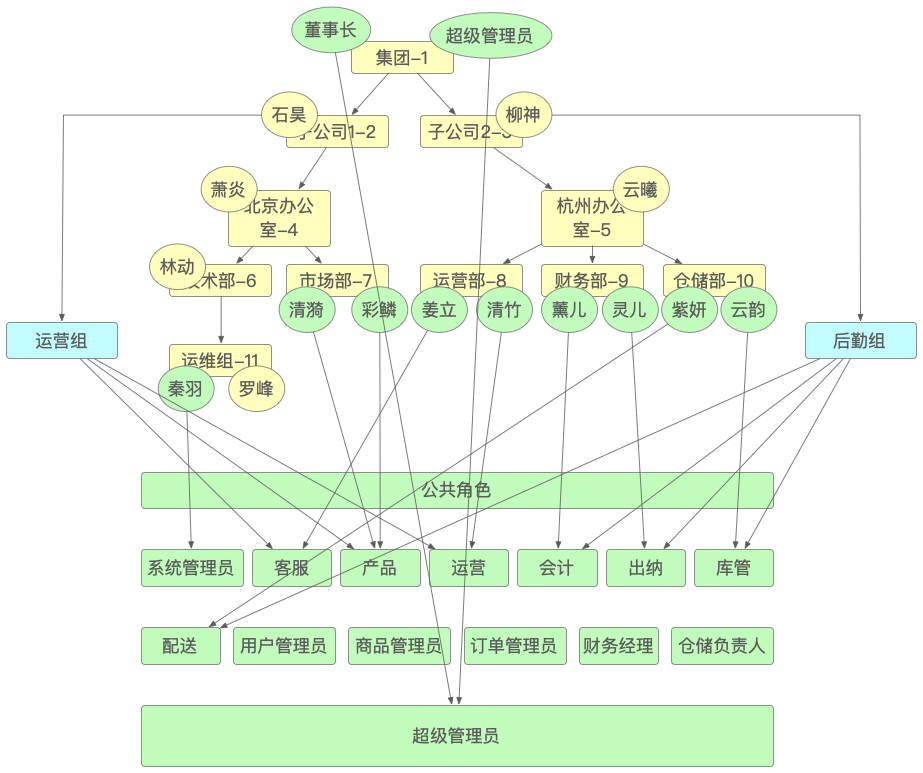 董事长
超级管理员
集团-1
石昊
子公司1-2
子公司2-3
柳神
萧炎
北京办公
室-4
杭州办公
室-5
云曦
林动
技术部-6
市场部-7
运营部-8
财务部-9
仓储部-10
清漪
彩鳞
姜立
清竹
薰儿
灵儿
紫妍
云韵
运营组
后勤组
运维组-11
秦羽
罗峰
公共角色
系统管理员
客服
产品
运营
会计
出纳
库管
配送
用户管理员
商品管理员
订单管理员
财务经理
仓储负责人
超级管理员